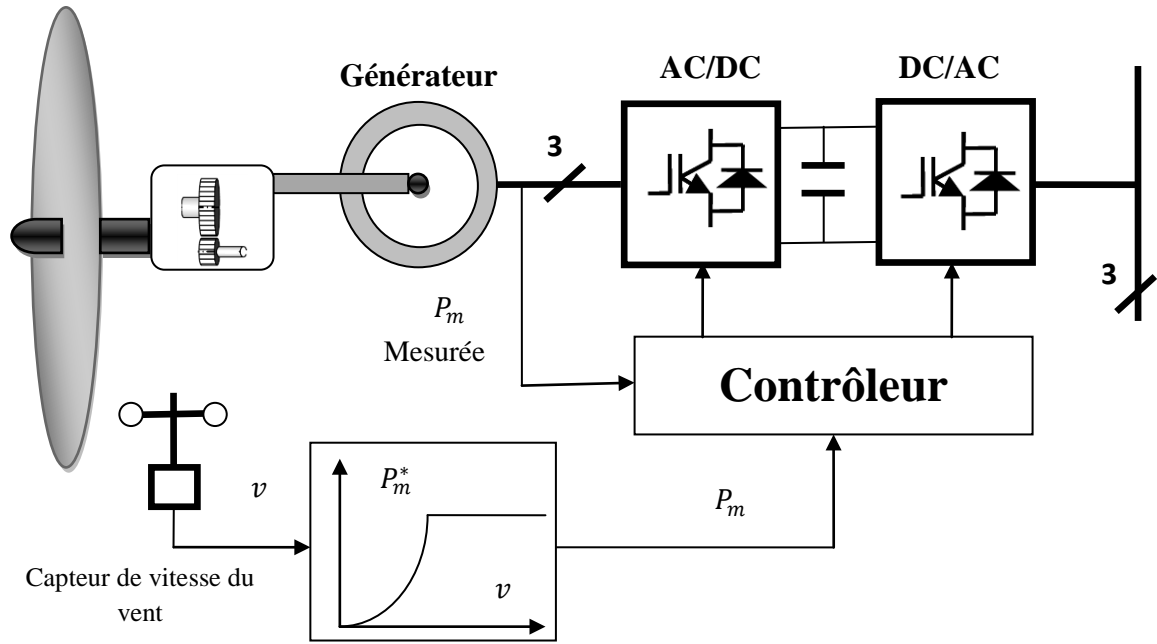 Générateur
AC/DC
DC/AC
3
3
P_m
Mesurée
Contrôleur
v
P_m^*
v
P_m
Capteur de vitesse du
vent